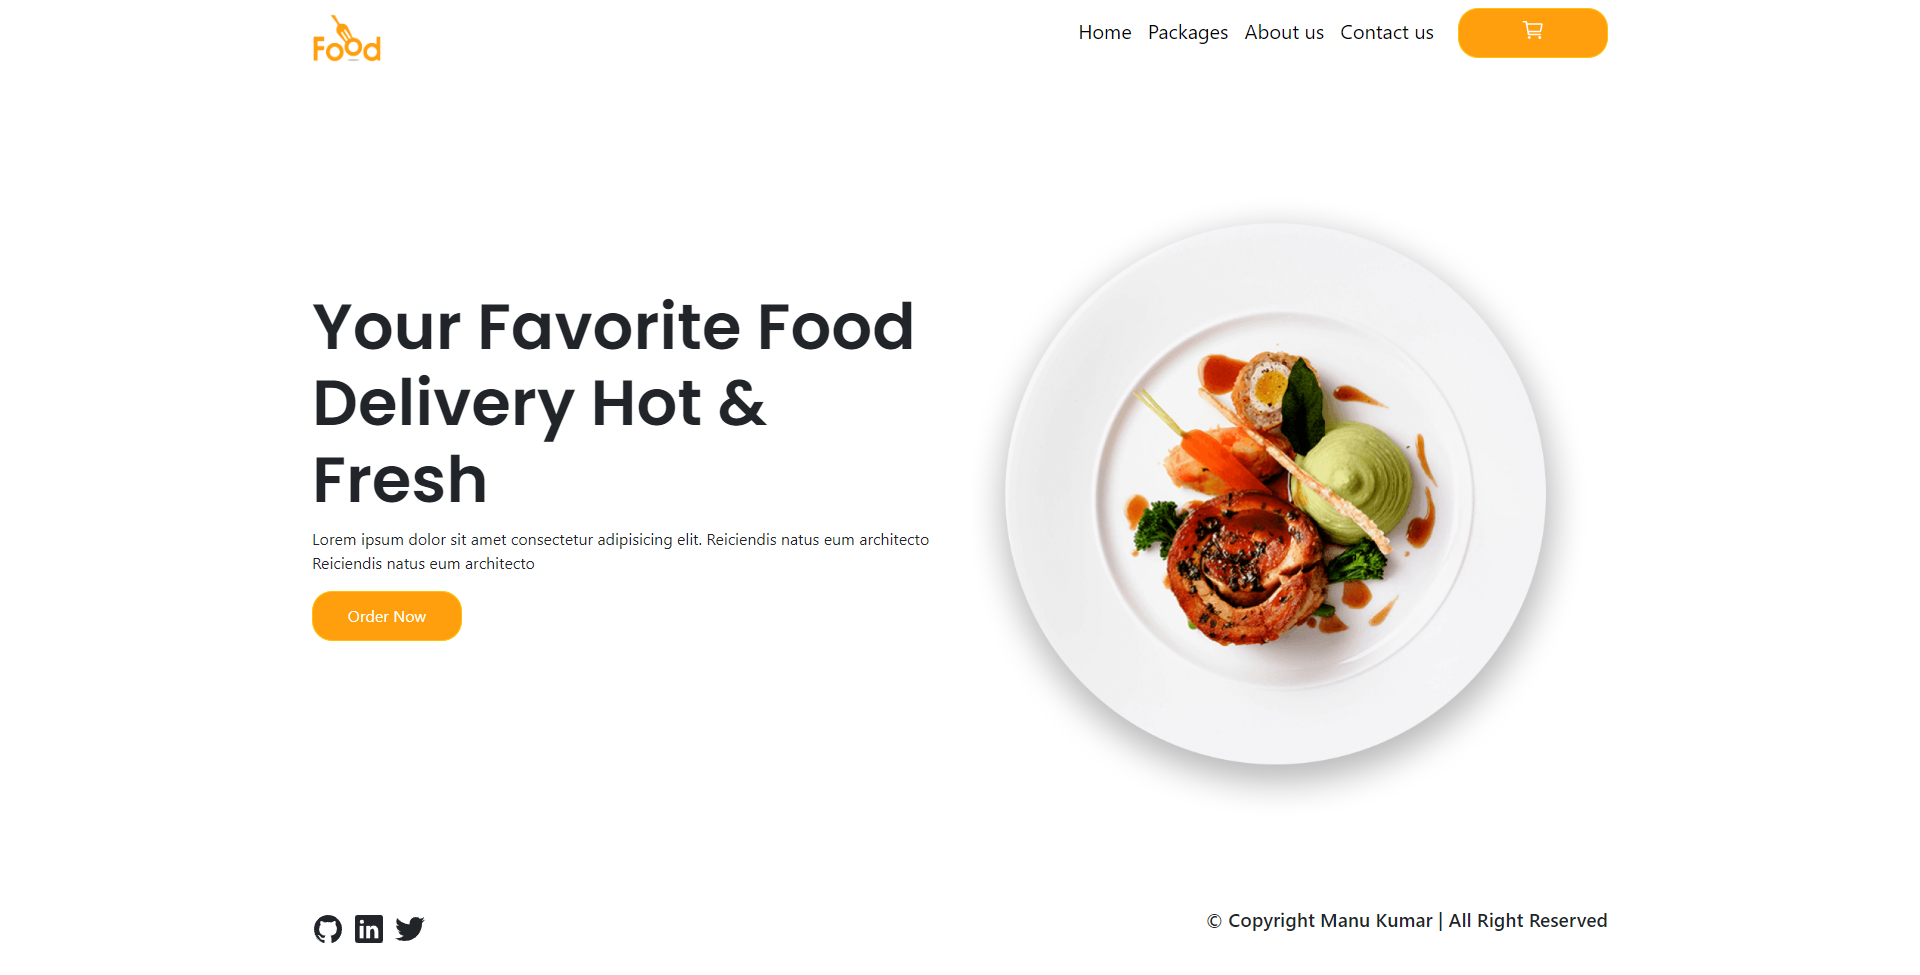 Food
Home Packages About us Contact us
Your Favorite Food
Delivery Hot &
Fresh
Lorem ipsum dolor sit amet consectetur adipisicing elit. Reiciendis natus eum architecto
Reiciendis natus eum architecto
Order Now
in
© Copyright Manu Kumar | All Right Reserved